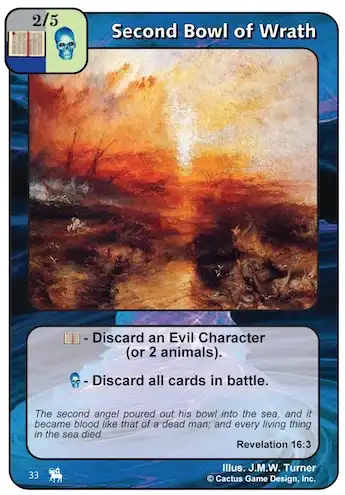 2/5
Second Bowl of Wrath
- Discard an Evil Character
(or 2 animals).
- Discard all cards in battle.
The second angel poured out his bowl into the sea, and it
became blood like that of a dead man; and every living thing
in the sea died
Revelation 16:3
33
Illus: J.M.W. Turner
© Cactus Game Design, Inc.